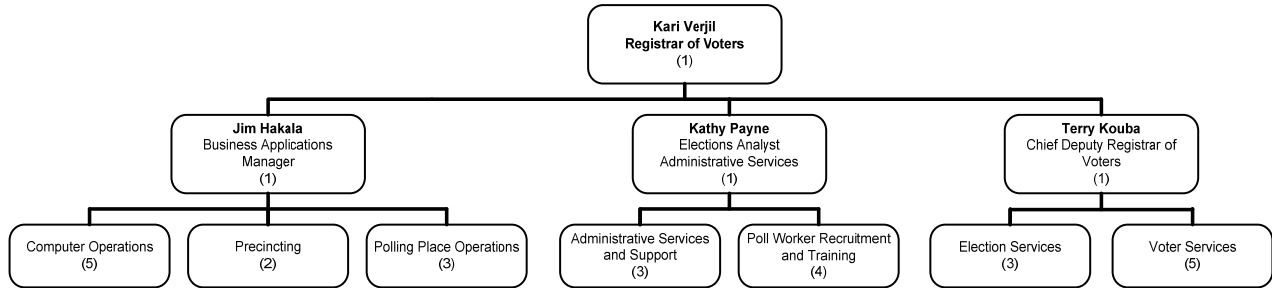 Kari Verjil
Registrar of Voters
(1)
Jim Hakala
Business Applications
Manager
(1)
Kathy Payne
Elections Analyst
Administrative Services
(1)
Terry Kouba
Chief Deputy Registrar of
Voters
(1)
Computer Operations
(5)
Precincting
(2)
Polling Place Operations
(3)
Administrative Services
and Support
(3)
Poll Worker Recruitment
and Training
(4)
Election Services
(3)
Voter Services
(5)